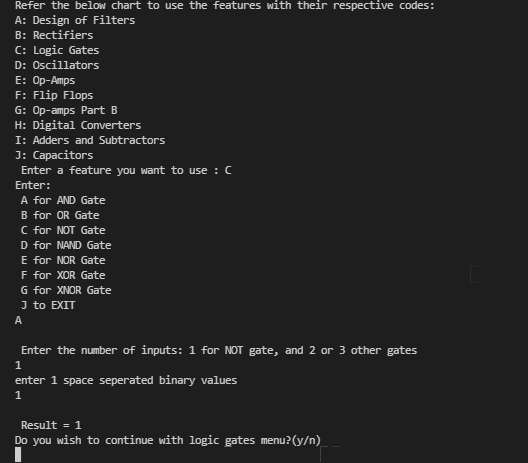 Refer the below chart to use the features with their respective codes:
A: Design of Filters
B: Rectifiers
C: Logic Gates
D: Oscillators
E: Op-Amps
F: Flip Flops
G: Op-amps Part B
H: Digital Converters
I: Adders and Subtractors
J: Capacitors
Enter a feature you want to use : C
Enter:
A for AND Gate
B for OR Gate
C for NOT Gate
D for NAND Gate
E for NOR Gate
F for XOR Gate
G for XNOR Gate
J to EXIT
A
Enter the number of inputs: 1 for NOT gate, and 2 or 3 other gates
1
enter 1 space seperated binary values
1
Result = 1
Do you wish to continue with logic gates menu?(y/n)